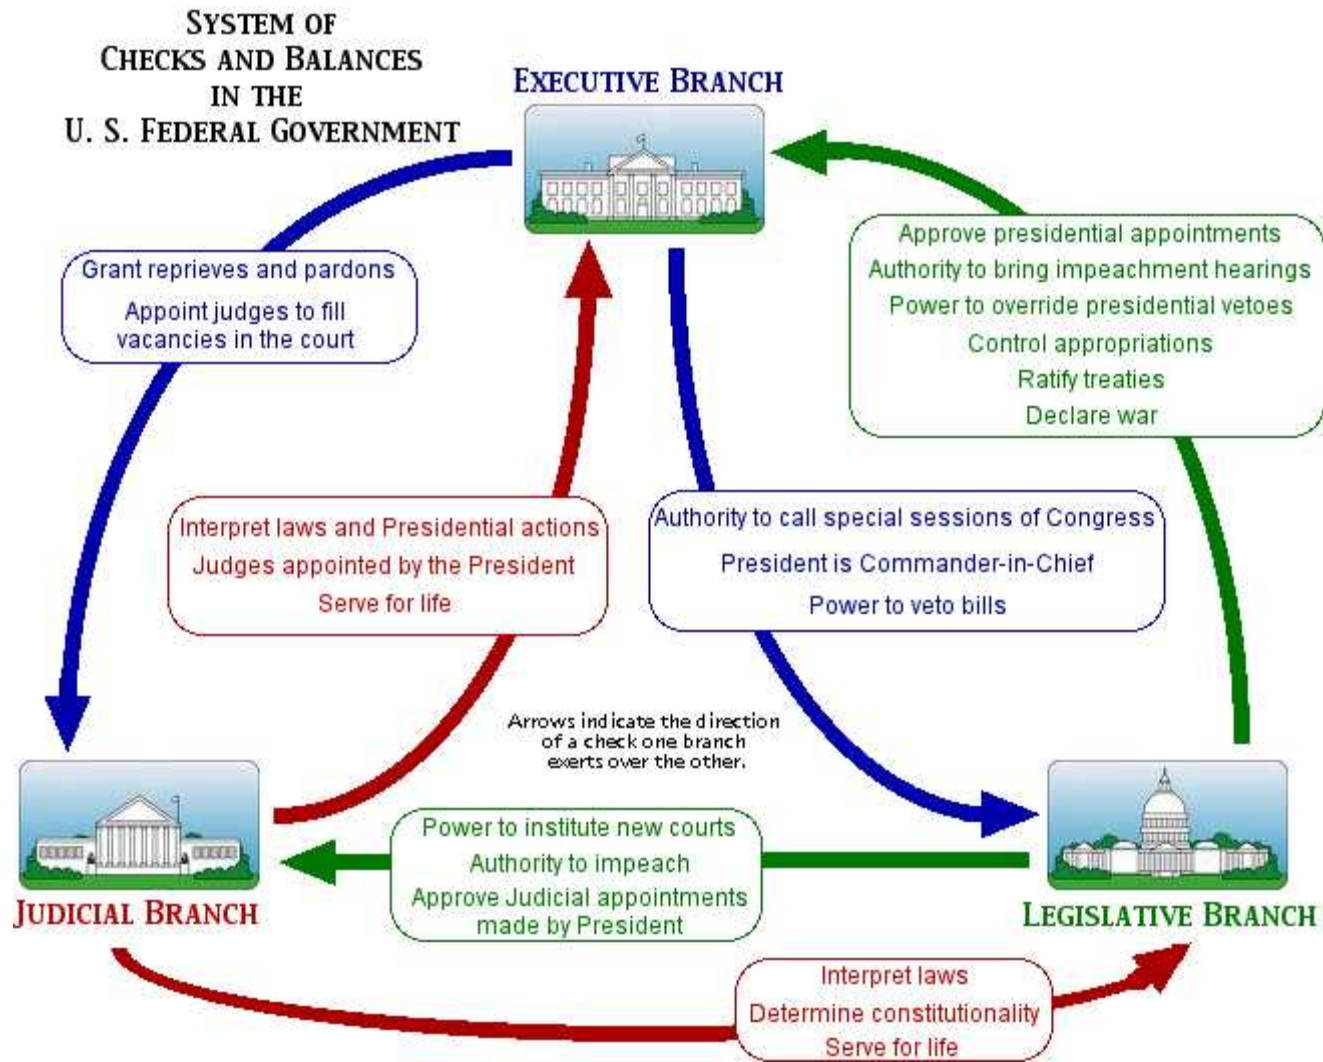 SYSTEM OF
CHECKS AND BALANCES
IN THE
U. S. FEDERAL GOVERNMENT
EXECUTIVE BRANCH
Grant reprieves and pardons
Appoint judges to fill
vacancies in the court
Approve presidential appointments
Authority to bring impeachment hearings
Power to override presidential vetoes
Control appropriations
Ratify treaties
Declare war
Interpret laws and Presidential actions
Judges appointed by the President
Serve for life
Authority to call special sessions of Congress
President is Commander-in-Chief
Power to veto bills
Arrows indicate the direction
of a check one branch
exerts over the other.
Power to institute new courts
Authority to impeach
Approve Judicial appointments
made by President
JUDICIAL BRANCH
LEGISLATIVE BRANCH
Interpret laws
Determine constitutionality
Serve for life